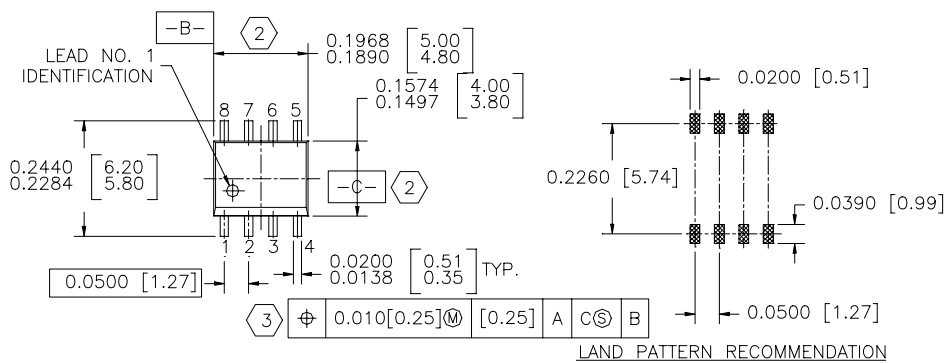 -B-
2
0.1968 [5.00]
0.1890 [4.80]
LEAD NO. 1
IDENTIFICATION
0.1574 [4.00]
0.1497 [3.80]
0.0200 [0.51]
8 7 6 5
0.2440 [6.20]
0.2284 [5.80]
-C-
2
0.2260 [5.74]
0.0390 [0.99]
1 2 3 4
0.0500 [1.27]
0.0200 [0.51]
0.0138 [0.35]
TYP.
0.0500 [1.27]
3 ⌖ 0.010[0.25]Ⓜ [0.25] A CⓈ B
LAND PATTERN RECOMMENDATION